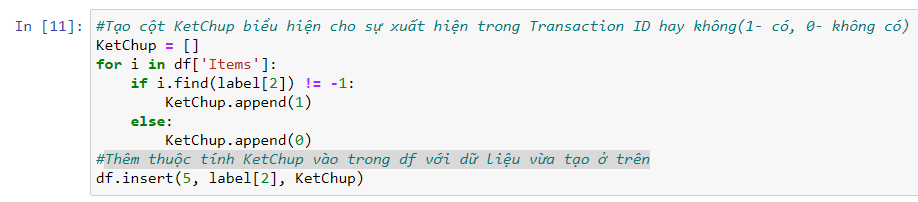 In [11]: #Tạo cột KetChup biểu hiện cho sự xuất hiện trong Transaction ID hay không(1- có, 0- không có)
KetChup = []
for i in df['Items']:
    if i.find(label[2]) != -1:
        KetChup.append(1)
    else:
        KetChup.append(0)
#Thêm thuộc tính KetChup vào trong df với dữ liệu vừa tạo ở trên
df.insert(5, label[2], KetChup)